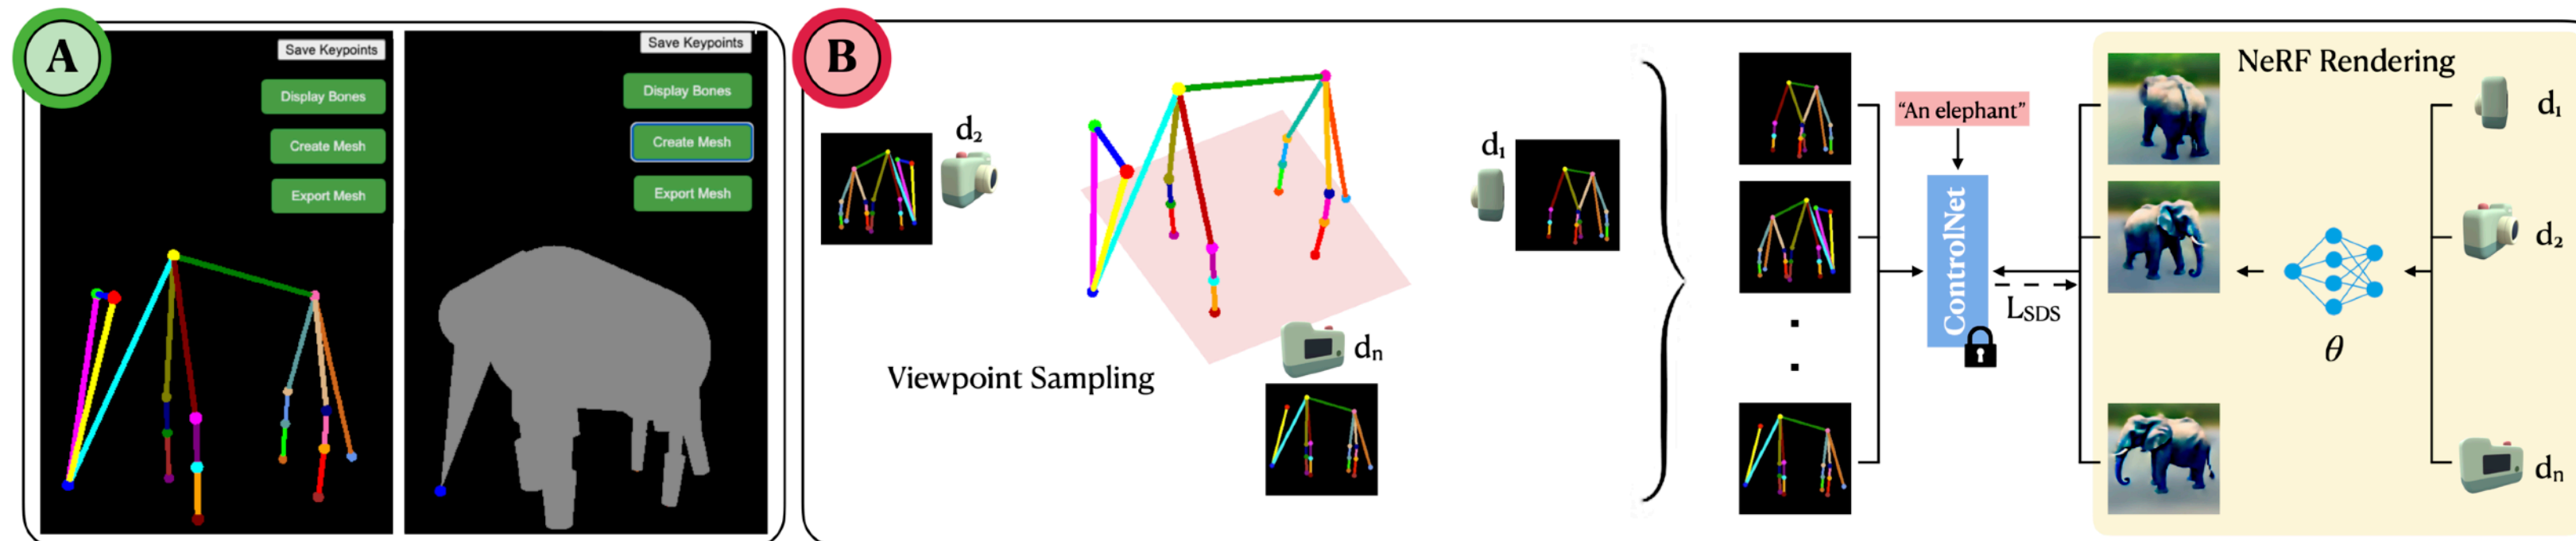 A
Save Keypoints
Display Bones
Create Mesh
Export Mesh
Save Keypoints
Display Bones
Create Mesh
Export Mesh
B
d₂
d₁
dₙ
Viewpoint Sampling
“An elephant”
ControlNet
L_SDS
NeRF Rendering
θ
d₁
d₂
dₙ